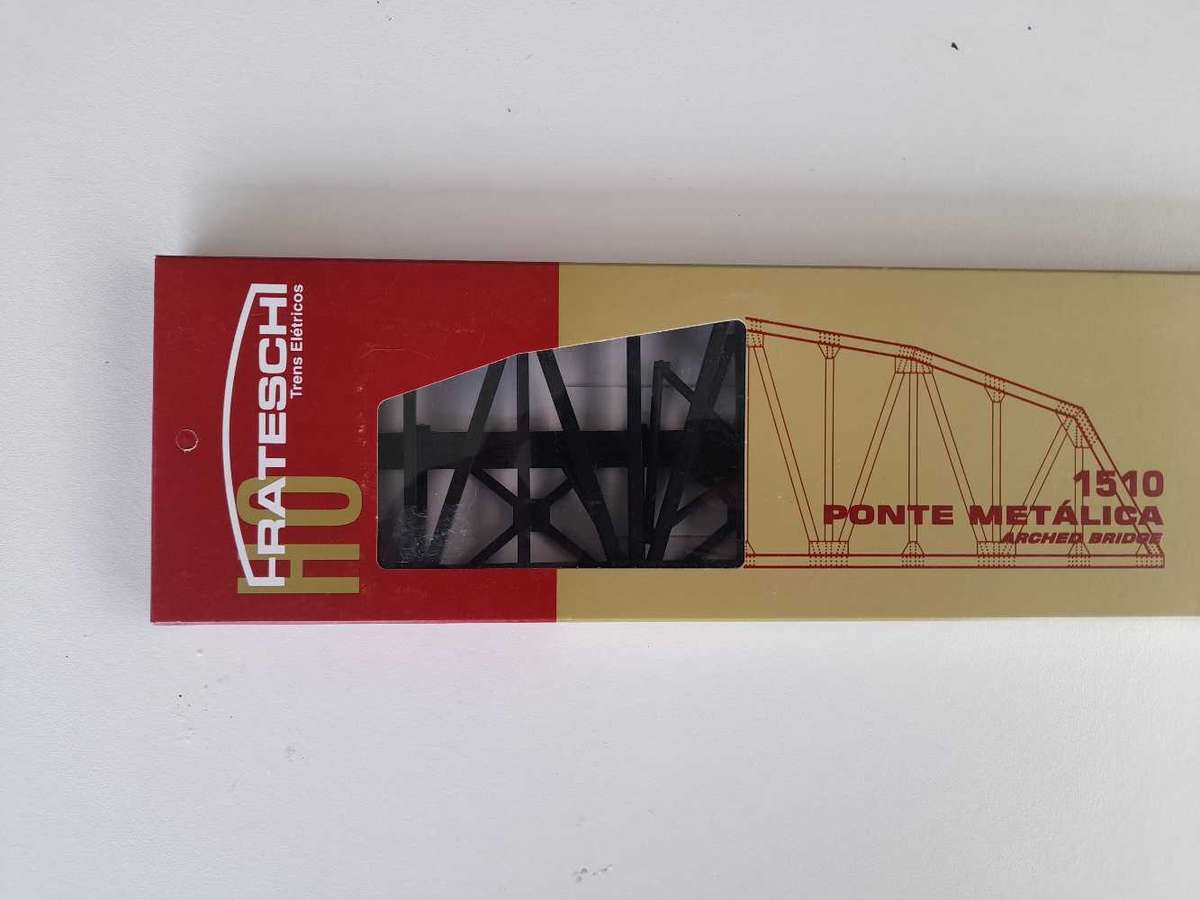 FRATESCHI
Trens Elétricos
HO
1510
PONTE METÁLICA
ARCHED BRIDGE